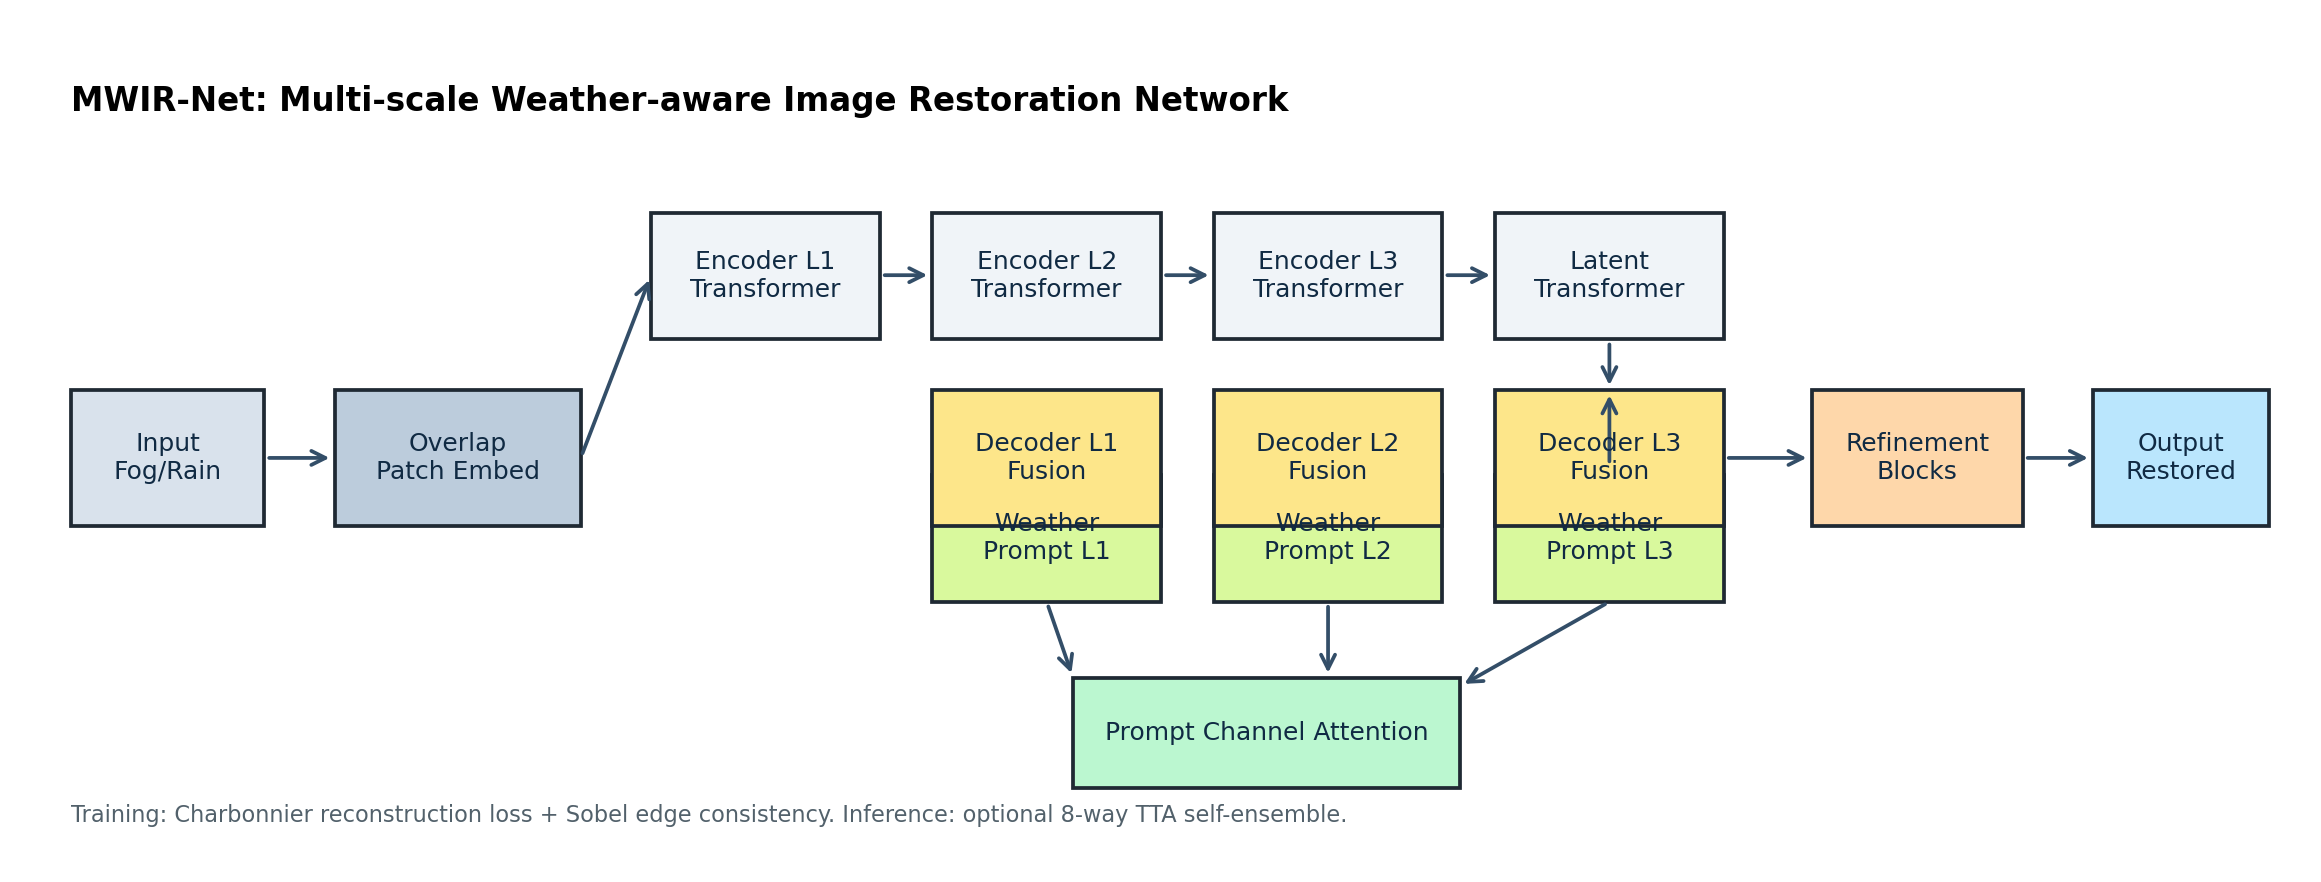 MWIR-Net: Multi-scale Weather-aware Image Restoration Network
Input
Fog/Rain
Overlap
Patch Embed
Encoder L1
Transformer
Encoder L2
Transformer
Encoder L3
Transformer
Latent
Transformer
Decoder L1
Fusion
Decoder L2
Fusion
Decoder L3
Fusion
Weather
Prompt L1
Weather
Prompt L2
Weather
Prompt L3
Refinement
Blocks
Output
Restored
Prompt Channel Attention
Training: Charbonnier reconstruction loss + Sobel edge consistency. Inference: optional 8-way TTA self-ensemble.